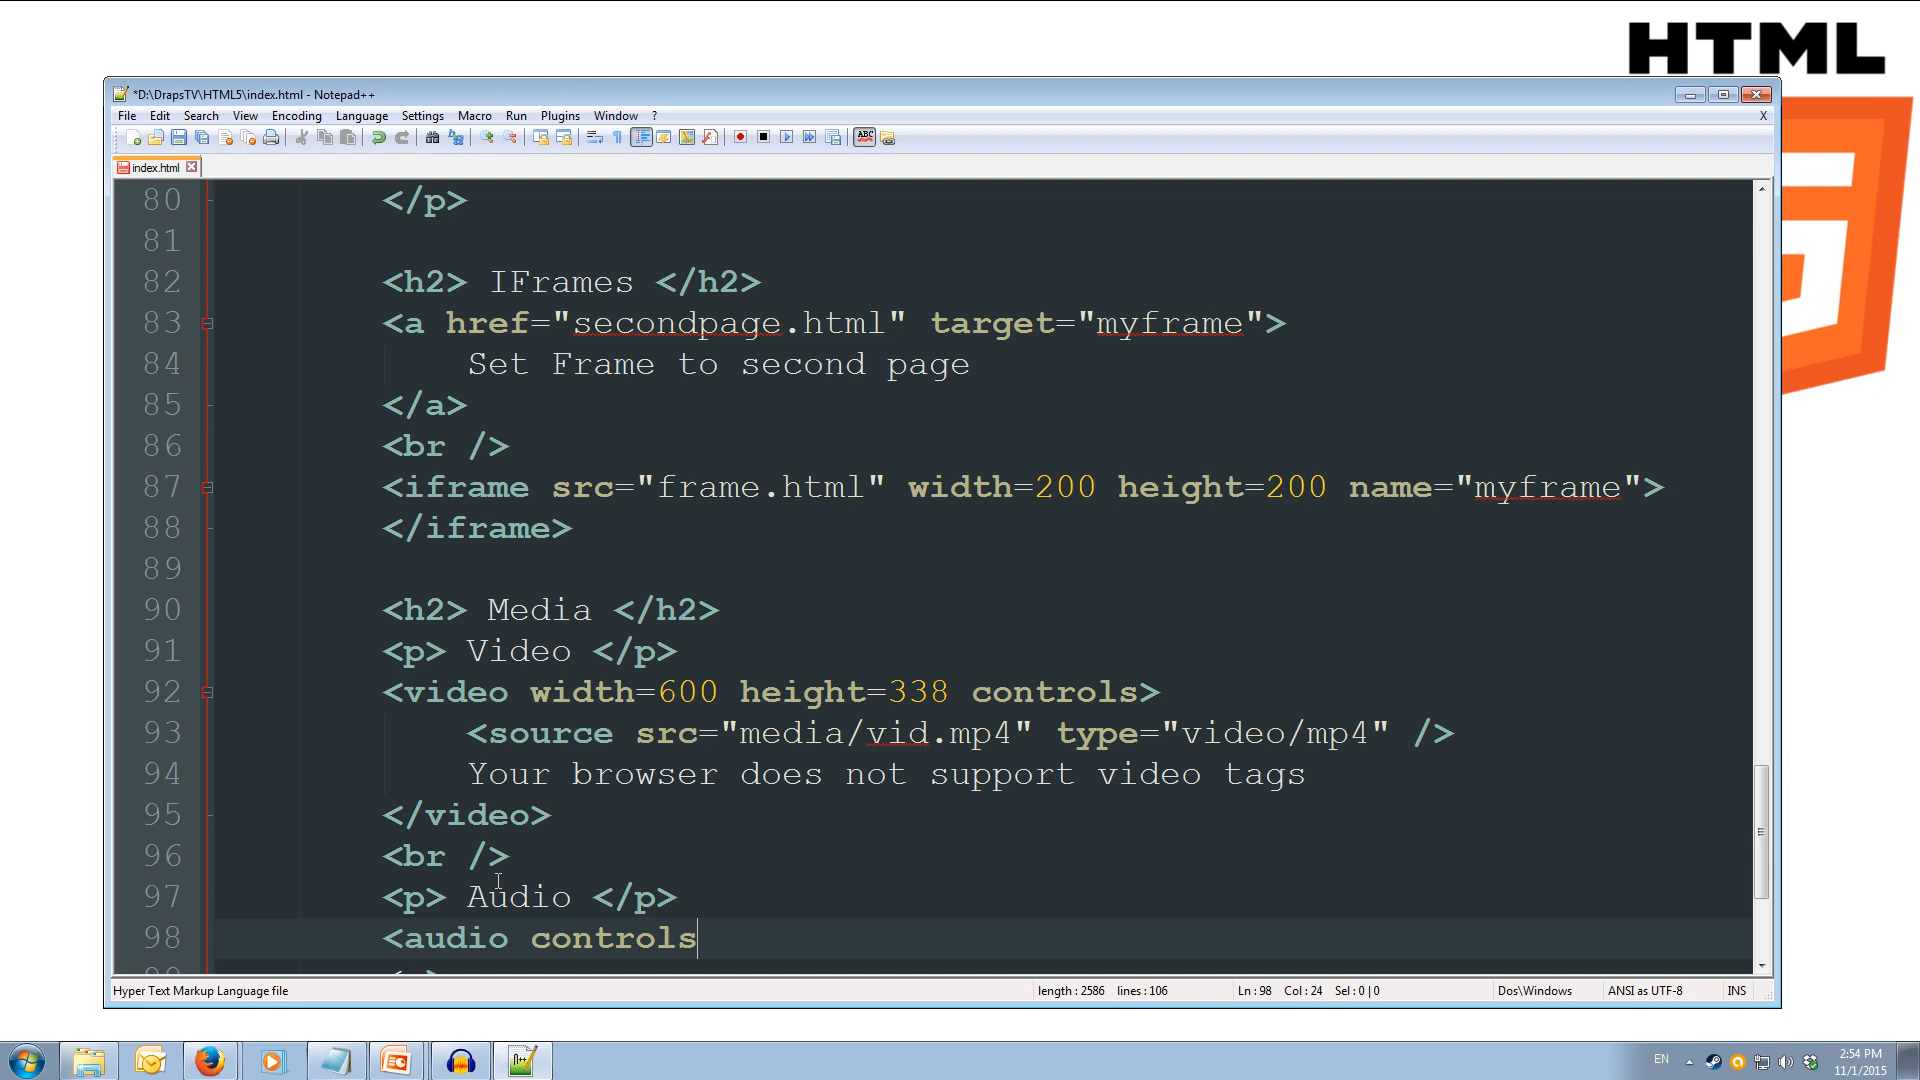 HTML
*D:\DrapsTV\HTML5\index.html - Notepad++
File Edit Search View Encoding Language Settings Macro Run Plugins Window ? X
ABC
index.html
80 </p>
81
82 <h2> IFrames </h2>
83 <a href="secondpage.html" target="myframe">
84 Set Frame to second page
85 </a>
86 <br />
87 <iframe src="frame.html" width=200 height=200 name="myframe">
88 </iframe>
89
90 <h2> Media </h2>
91 <p> Video </p>
92 <video width=600 height=338 controls>
93 <source src="media/vid.mp4" type="video/mp4" />
94 Your browser does not support video tags
95 </video>
96 <br />
97 <p> Audio </p>
98 <audio controls
Hyper Text Markup Language file length : 2586 lines : 106 Ln : 98 Col : 24 Sel : 0 | 0 Dos\Windows ANSI as UTF-8 INS
EN 2:54 PM
11/1/2015